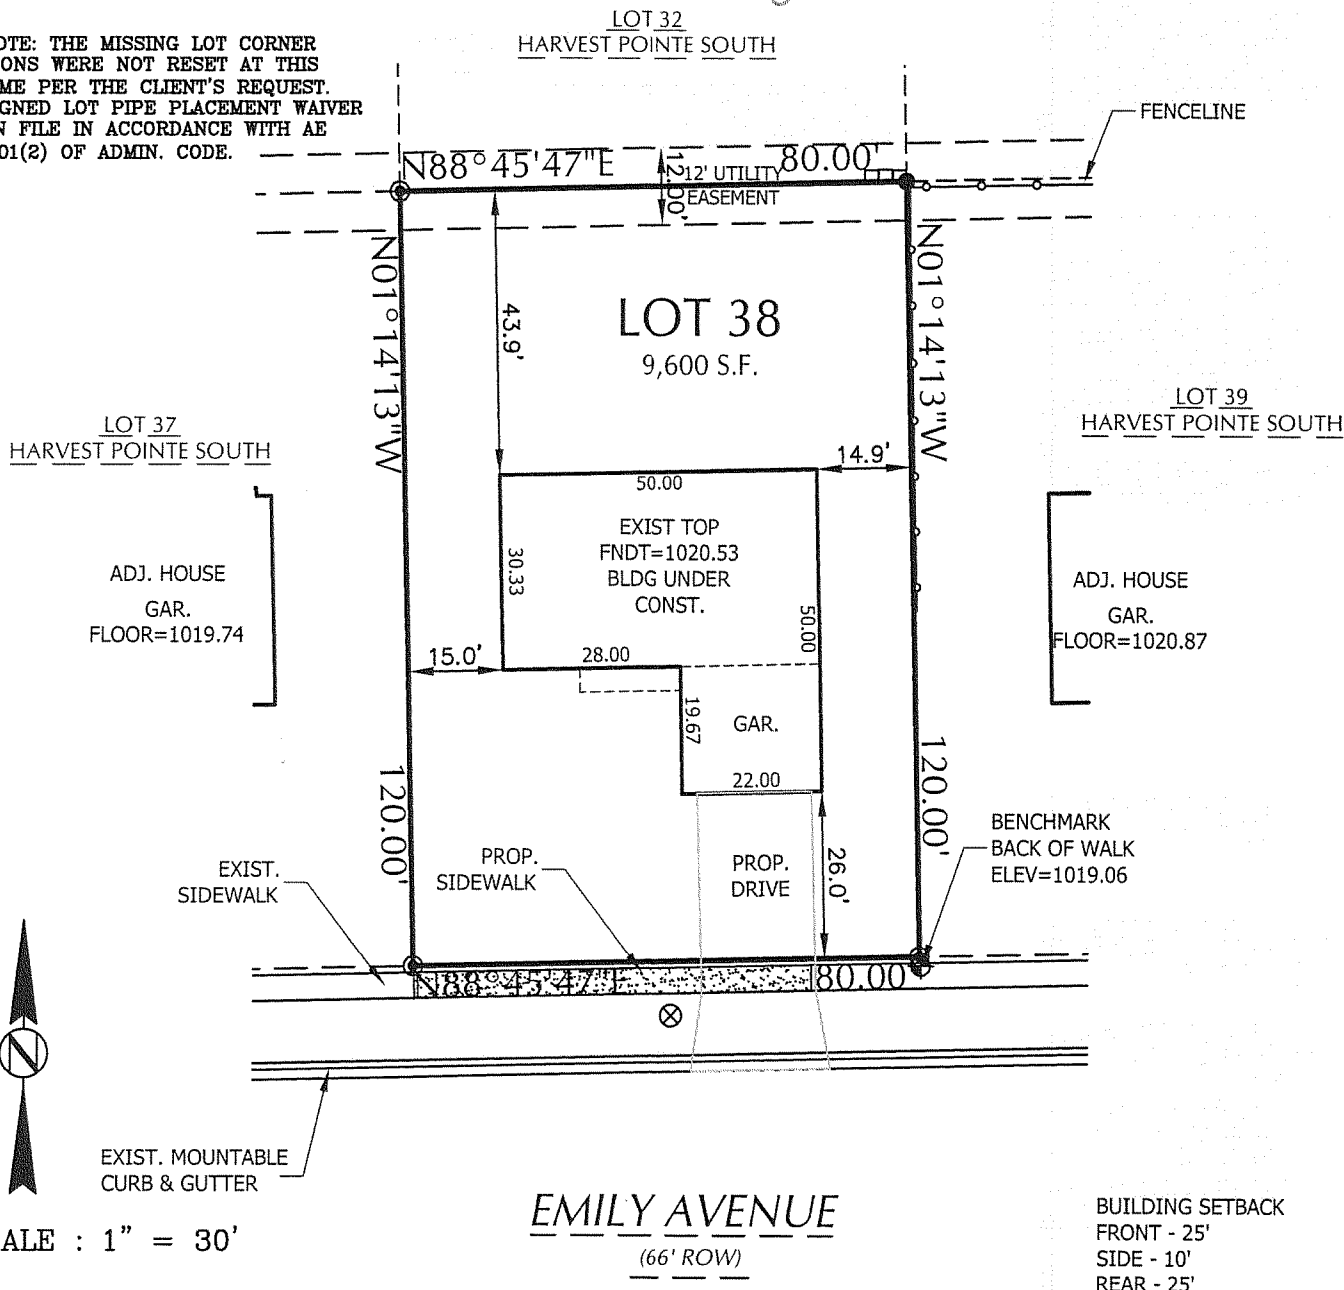 LOT 32
HARVEST POINTE SOUTH
OTE: THE MISSING LOT CORNER
ONS WERE NOT RESET AT THIS
ME PER THE CLIENT'S REQUEST.
GNED LOT PIPE PLACEMENT WAIVER
N FILE IN ACCORDANCE WITH AE
01(2) OF ADMIN. CODE.
FENCELINE
N88°45'47"E
80.00'
12.00'
12' UTILITY
EASEMENT
N01°14'13"W
N01°14'13"W
43.9'
LOT 38
9,600 S.F.
LOT 37
HARVEST POINTE SOUTH
LOT 39
HARVEST POINTE SOUTH
14.9'
50.00
EXIST TOP
FNDT=1020.53
BLDG UNDER
CONST.
30.33
50.00
ADJ. HOUSE
GAR.
FLOOR=1019.74
ADJ. HOUSE
GAR.
FLOOR=1020.87
15.0'
28.00
19.67
GAR.
22.00
120.00'
120.00'
BENCHMARK
BACK OF WALK
ELEV=1019.06
EXIST.
SIDEWALK
PROP.
SIDEWALK
PROP.
DRIVE
26.0'
N88°45'47"E
80.00'
N
EXIST. MOUNTABLE
CURB & GUTTER
EMILY AVENUE
(66' ROW)
ALE : 1" = 30'
BUILDING SETBACK
FRONT - 25'
SIDE - 10'
REAR - 25'